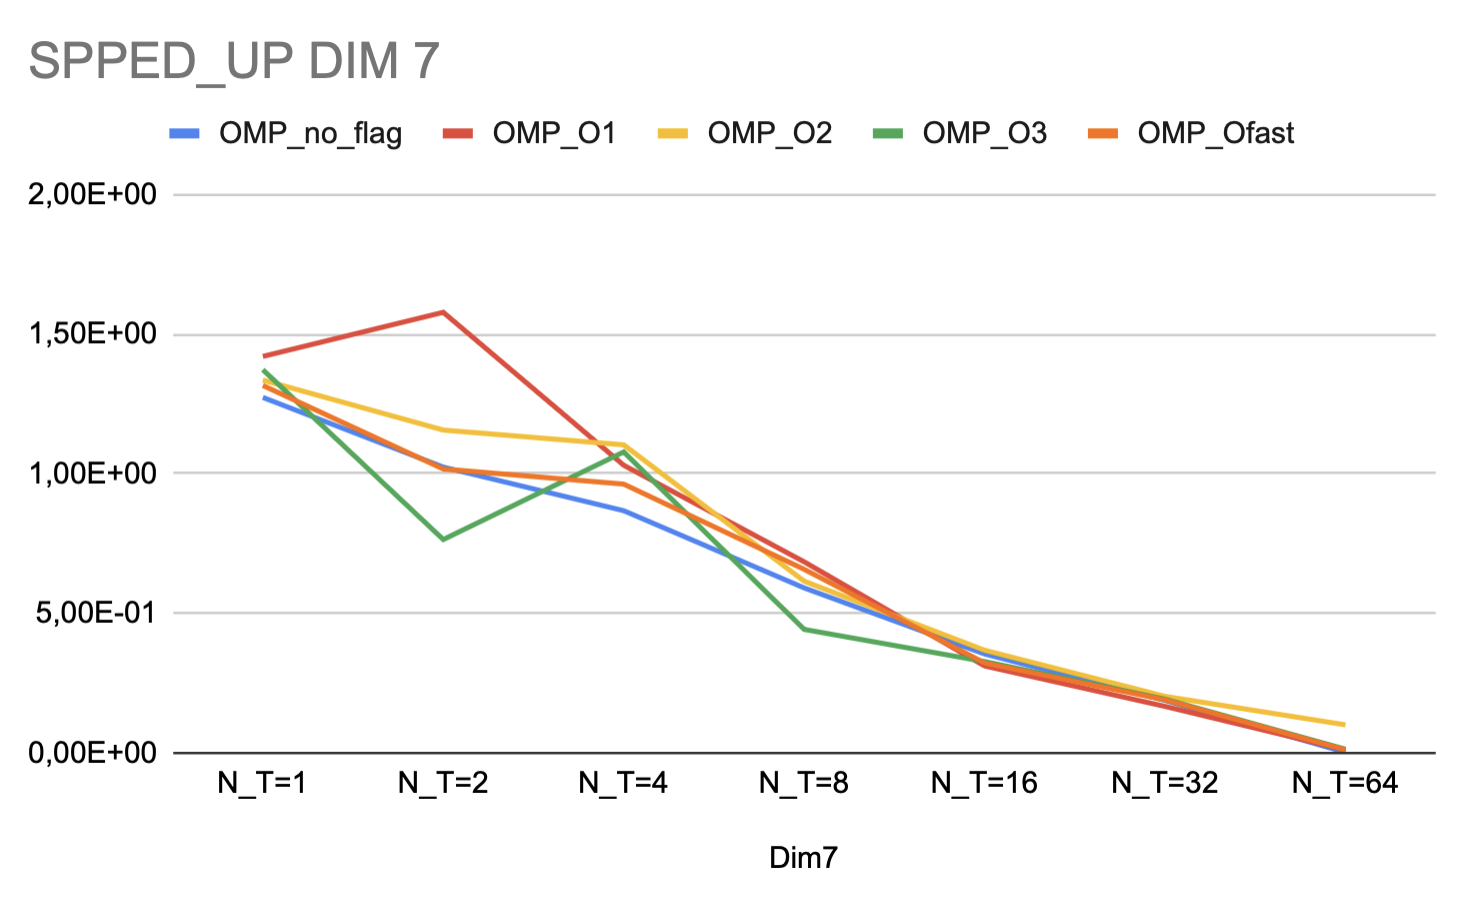 SPPED_UP DIM 7
OMP_no_flag OMP_O1 OMP_O2 OMP_O3 OMP_Ofast
2,00E+00
1,50E+00
1,00E+00
5,00E-01
0,00E+00
N_T=1 N_T=2 N_T=4 N_T=8 N_T=16 N_T=32 N_T=64
Dim7